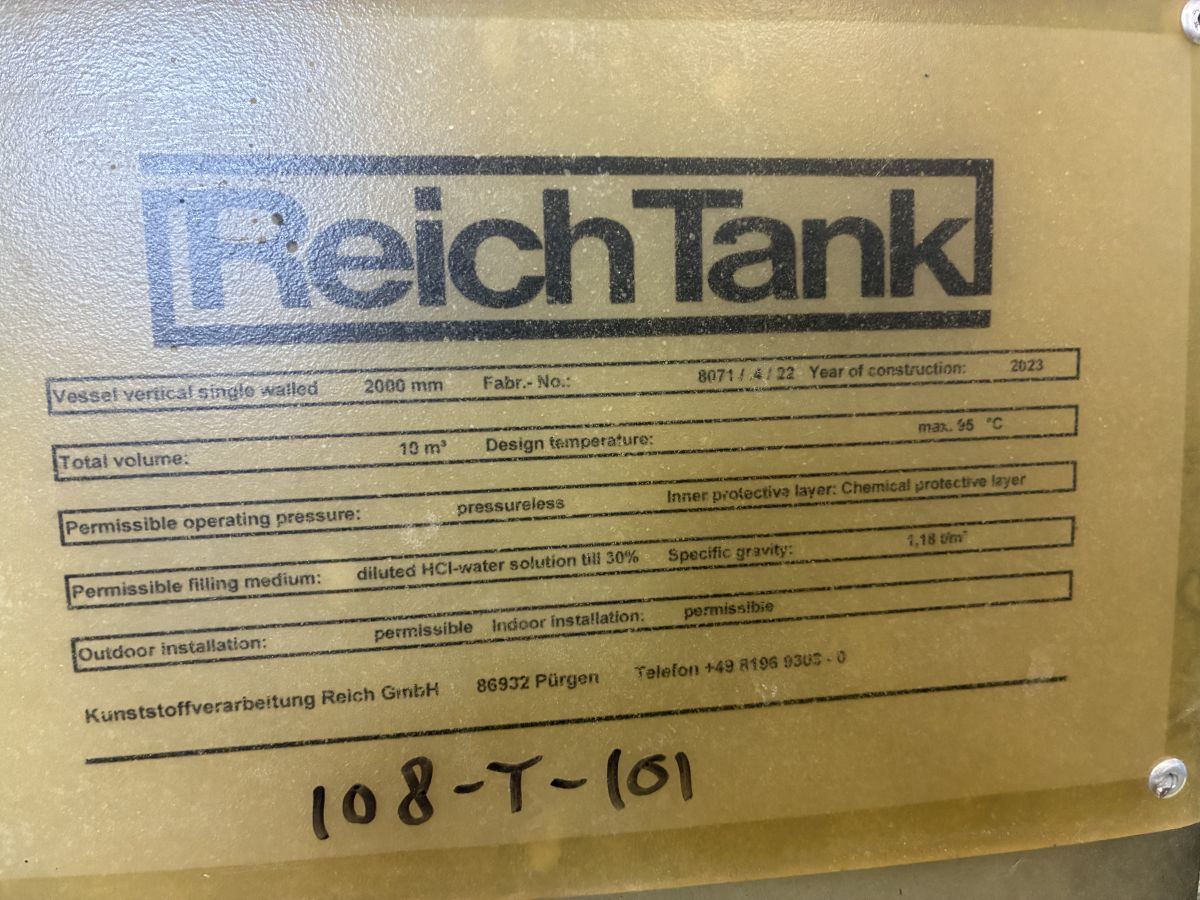 Reich Tank
Vessel vertical single walled 2000 mm Fabr.- No.: 8071 / .4 / 22 Year of construction: 2023
Total volume: 10 m³ Design temperature: max. 95 °C
Permissible operating pressure: pressureless Inner protective layer: Chemical protective layer
Permissible filling medium: diluted HCl-water solution till 30% Specific gravity: 1,18 t/m³
Outdoor installation: permissible Indoor installation: permissible
Kunststoffverarbeitung Reich GmbH 86932 Pürgen Telefon +49 8196 - 0
108-T-101